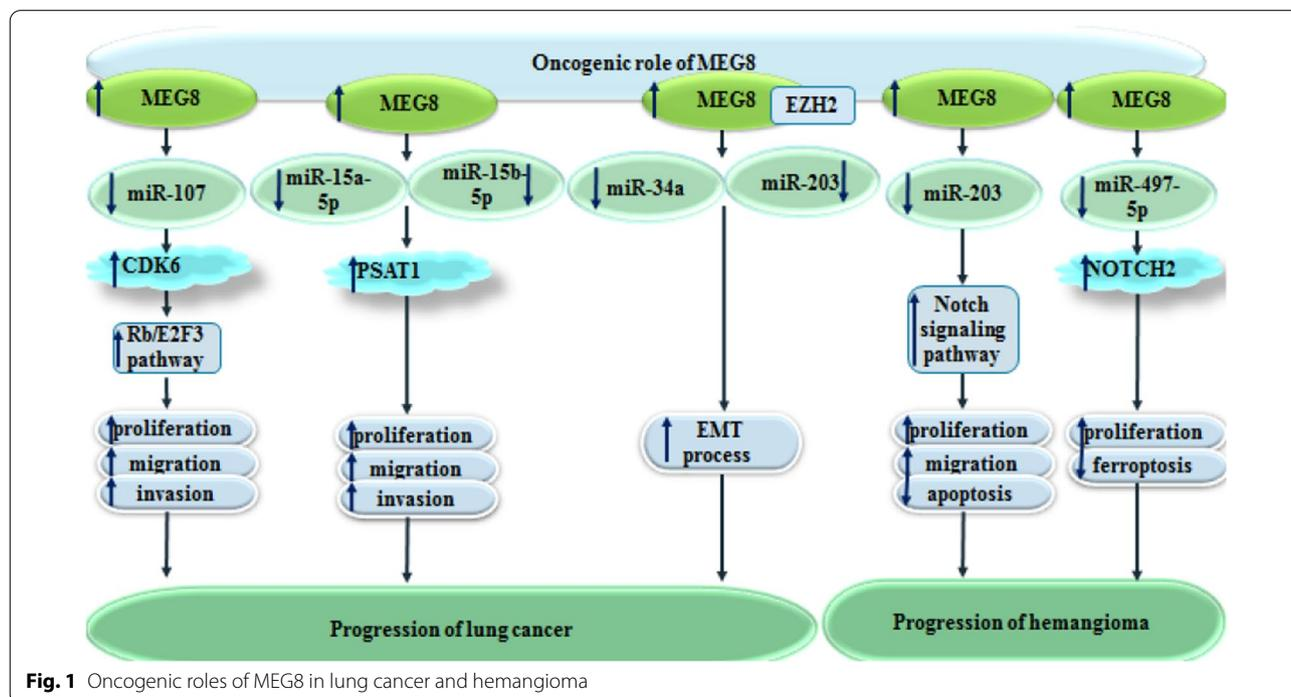 Oncogenic role of MEG8
MEG8
MEG8
MEG8
EZH2
MEG8
MEG8
miR-107
miR-15a-
5p
miR-15b-
5p
miR-34a
miR-203
miR-203
miR-497-
5p
CDK6
PSAT1
NOTCH2
Rb/E2F3
pathway
Notch
signaling
pathway
proliferation
migration
invasion
proliferation
migration
invasion
EMT
process
proliferation
migration
apoptosis
proliferation
ferroptosis
Progression of lung cancer
Progression of hemangioma
Fig. 1 Oncogenic roles of MEG8 in lung cancer and hemangioma